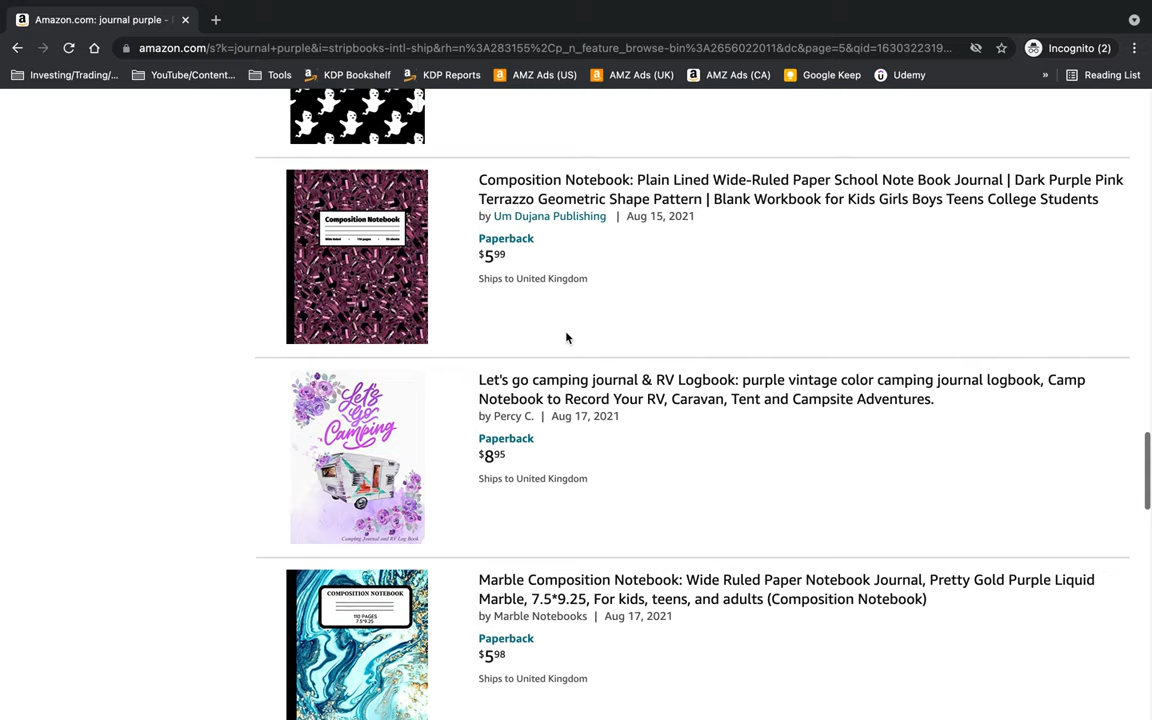 Amazon.com: journal purple -
Incognito (2)
amazon.com/s?k=journal+purple&i=stripbooks-intl-ship&rh=n%3A283155%2Cp_n_feature_browse-bin%3A2656022011&dc&page=5&qid=1630322319...
Investing/Trading/...
YouTube/Content...
Tools
KDP Bookshelf
KDP Reports
AMZ Ads (US)
AMZ Ads (UK)
AMZ Ads (CA)
Google Keep
Udemy
»
Reading List
Composition Notebook: Plain Lined Wide-Ruled Paper School Note Book Journal | Dark Purple Pink
Terrazzo Geometric Shape Pattern | Blank Workbook for Kids Girls Boys Teens College Students
by Um Dujana Publishing | Aug 15, 2021
Paperback
$5 99
Ships to United Kingdom
Composition Notebook
Let's go camping journal & RV Logbook: purple vintage color camping journal logbook, Camp
Notebook to Record Your RV, Caravan, Tent and Campsite Adventures.
by Percy C. | Aug 17, 2021
Paperback
$8 95
Ships to United Kingdom
Let's
go
Camping
Camping Journal and RV Log Book
Marble Composition Notebook: Wide Ruled Paper Notebook Journal, Pretty Gold Purple Liquid
Marble, 7.5*9.25, For kids, teens, and adults (Composition Notebook)
by Marble Notebooks | Aug 17, 2021
Paperback
$5 98
Ships to United Kingdom
COMPOSITION NOTEBOOK
110 PAGES
7.5*9.25